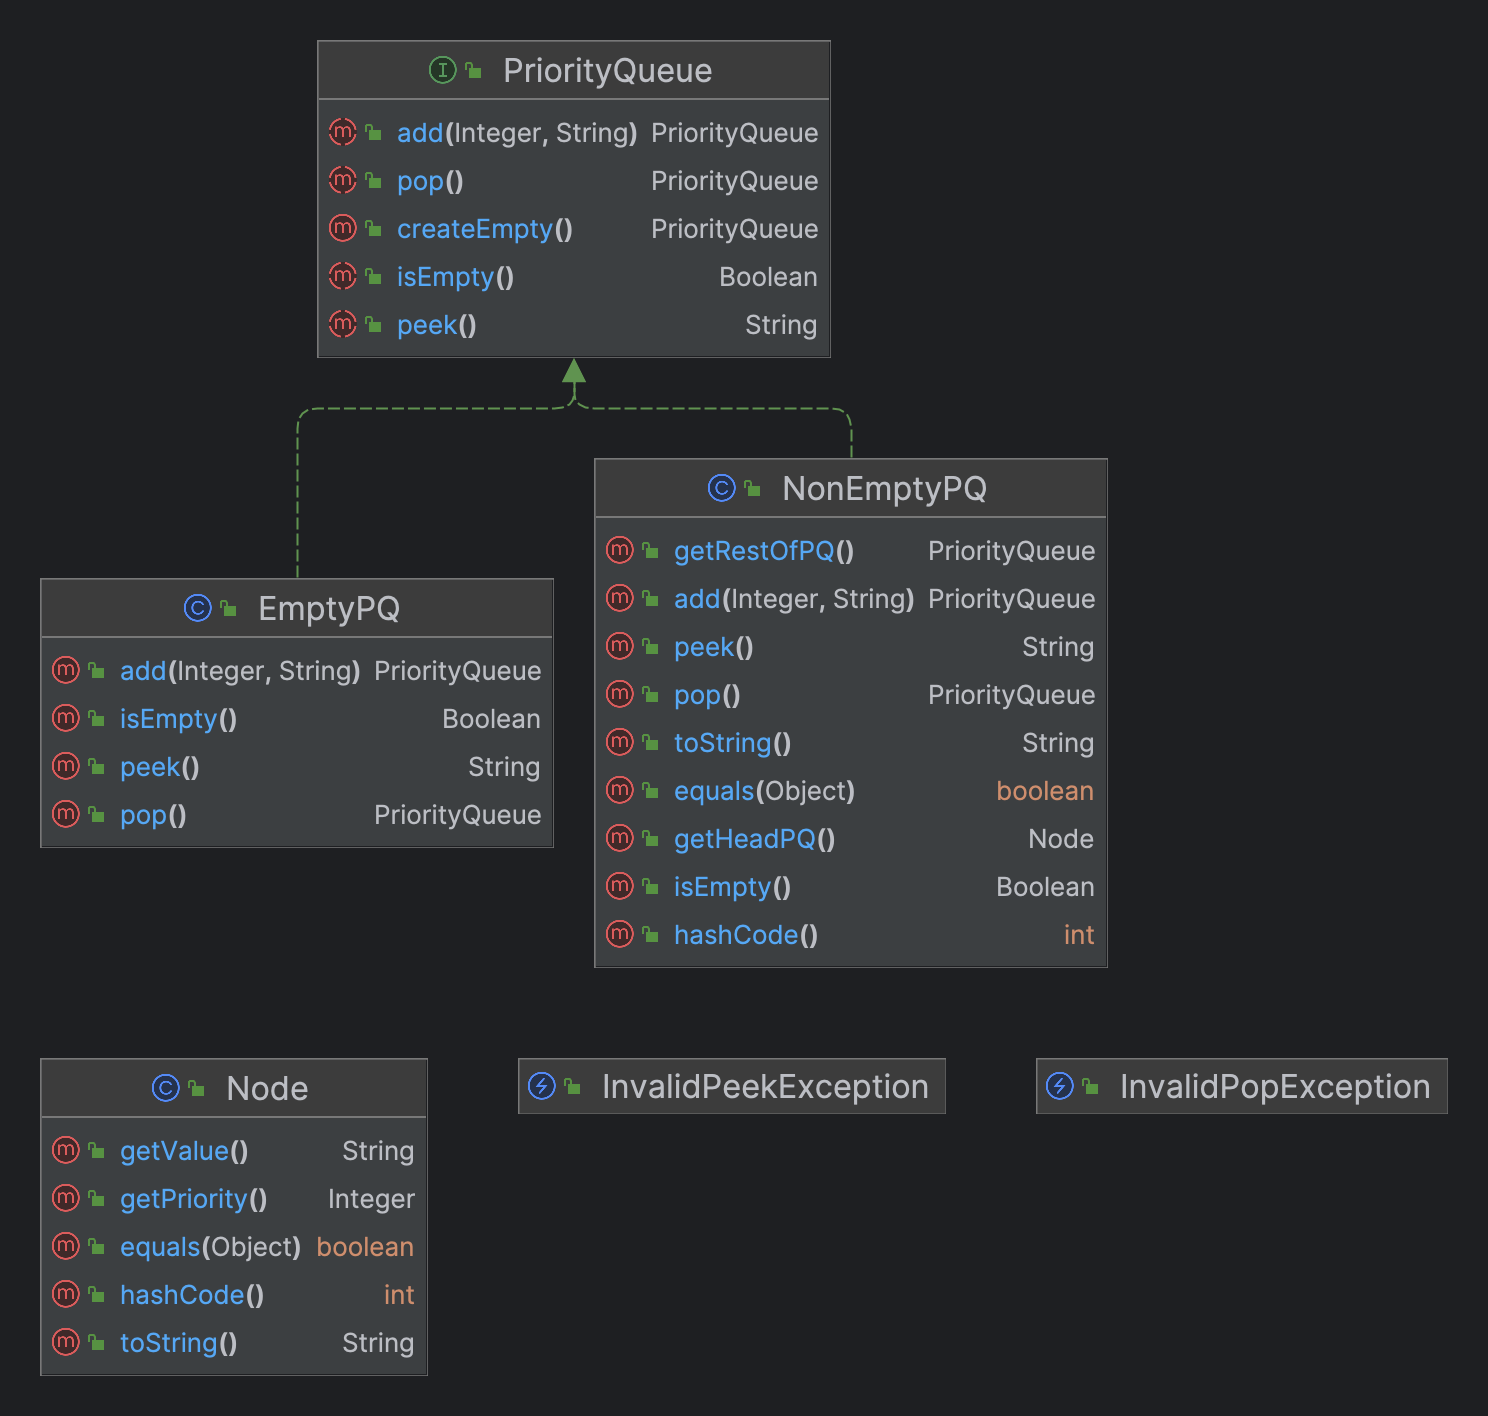 PriorityQueue
add(Integer, String) PriorityQueue
pop() PriorityQueue
createEmpty() PriorityQueue
isEmpty() Boolean
peek() String
NonEmptyPQ
getRestOfPQ() PriorityQueue
add(Integer, String) PriorityQueue
peek() String
pop() PriorityQueue
toString() String
equals(Object) boolean
getHeadPQ() Node
isEmpty() Boolean
hashCode() int
EmptyPQ
add(Integer, String) PriorityQueue
isEmpty() Boolean
peek() String
pop() PriorityQueue
Node
getValue() String
getPriority() Integer
equals(Object) boolean
hashCode() int
toString() String
InvalidPeekException
InvalidPopException